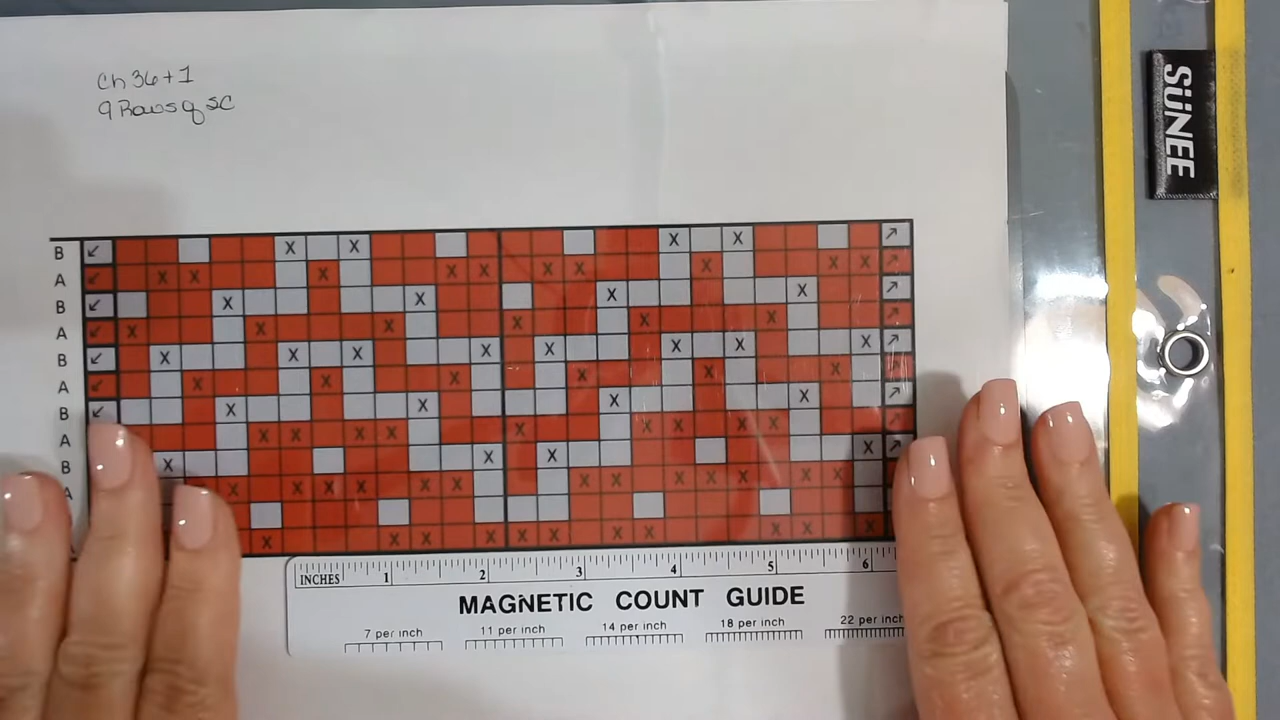 Ch 36+1
9 Rows of SC
B X X X X
A X X X X X X X X X X
B X X X X
A X X X X X X
B X X X X X X X X
A X X X X X X
B X X X X
A X X X X X X X X X
B X X X X
A X X X X X X X X X X X X X
X X X X X X X X X X X
INCHES 1 2 3 4 5 6
MAGNETIC COUNT GUIDE
7 per inch 11 per inch 14 per inch 18 per inch 22 per inch
SÜNEE